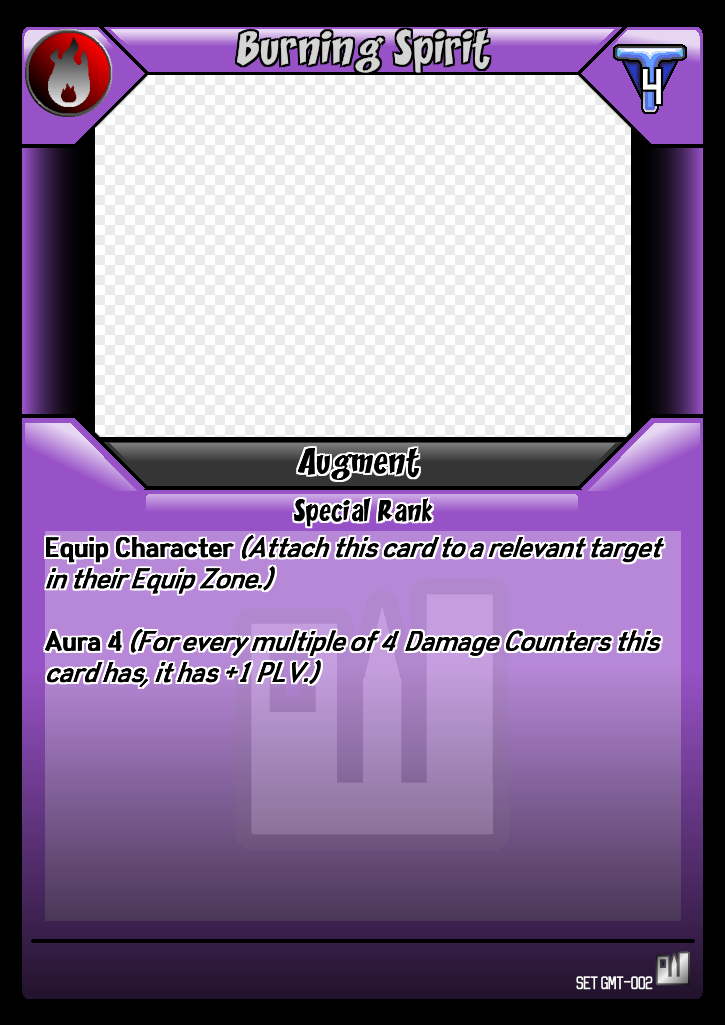 Burning Spirit
4
Augment
Special Rank
Equip Character (Attach this card to a relevant target
in their Equip Zone.)
Aura 4 (For every multiple of 4 Damage Counters this
card has, it has +1 PLV.)
SET GMT-002